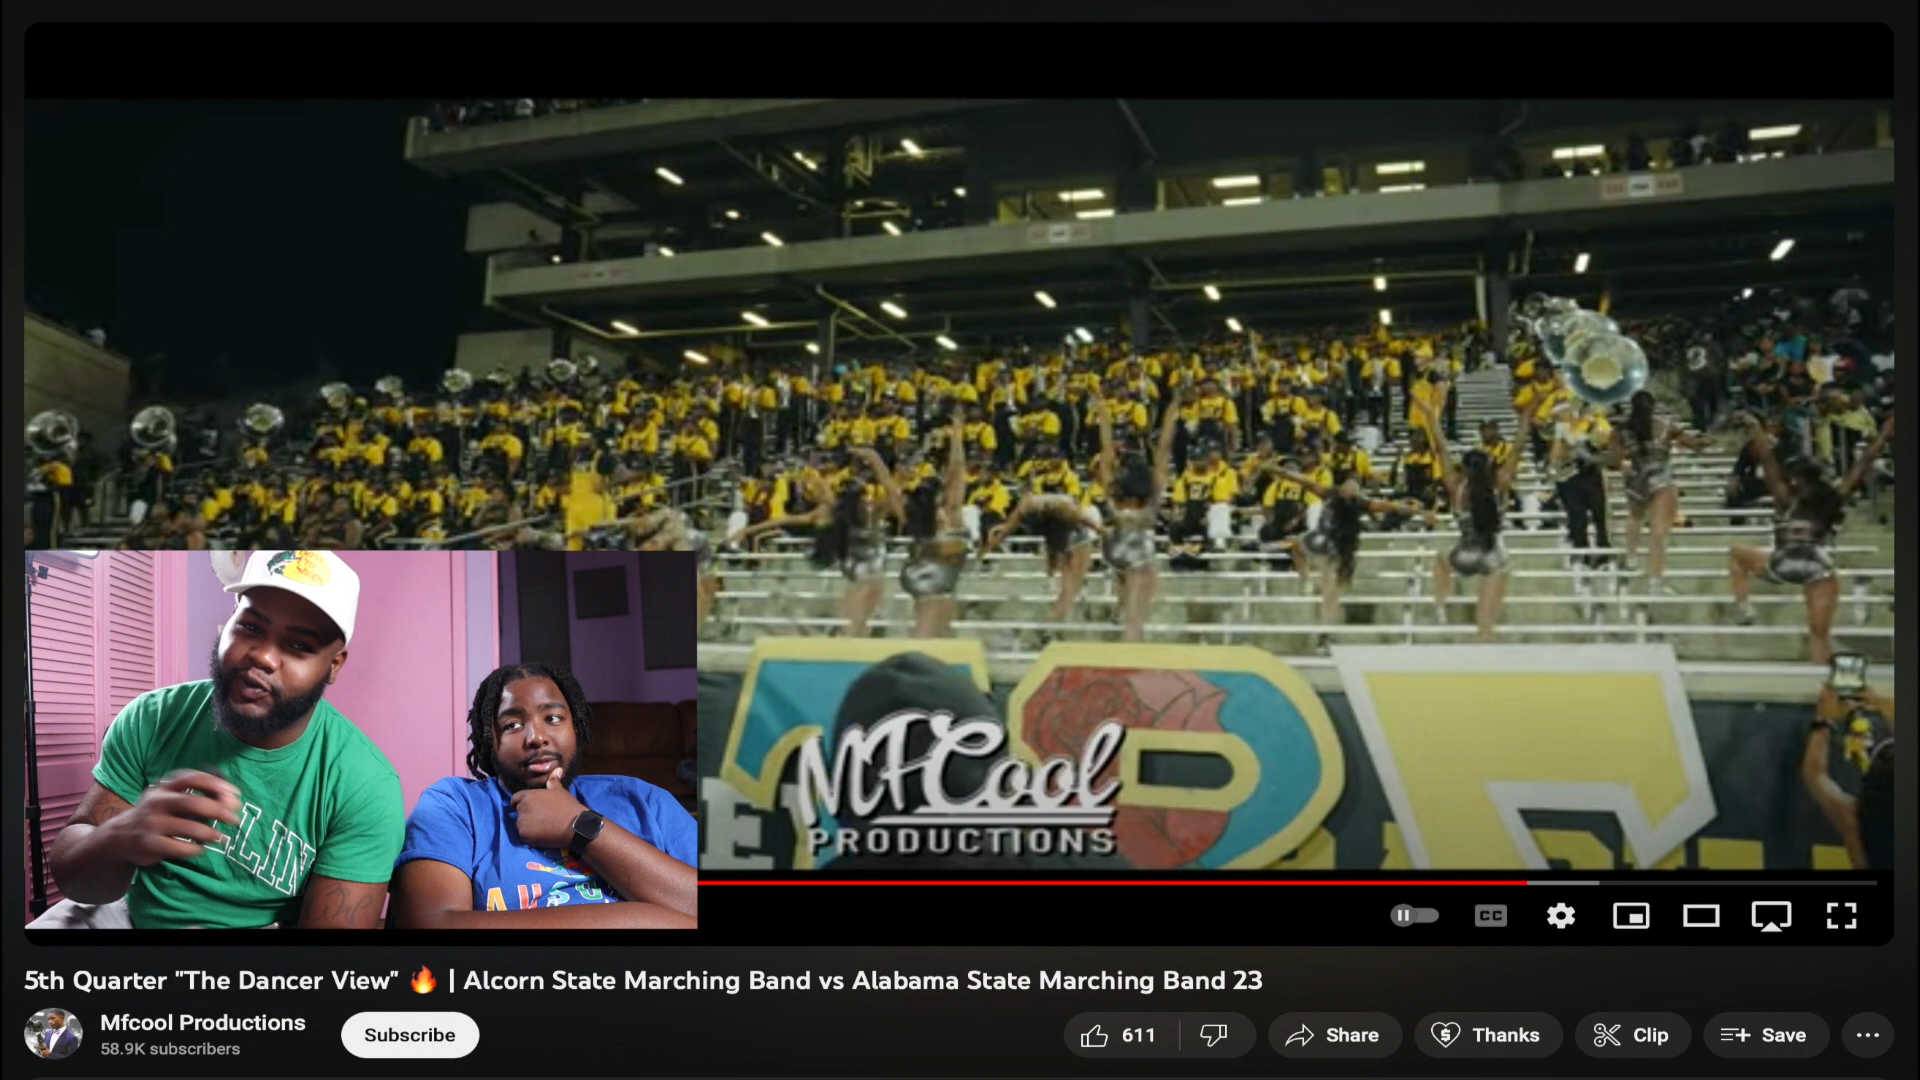 MFCool
PRODUCTIONS
CC
5th Quarter "The Dancer View" 🔥 | Alcorn State Marching Band vs Alabama State Marching Band 23
Mfcool Productions
58.9K subscribers
Subscribe
611
Share
Thanks
Clip
Save